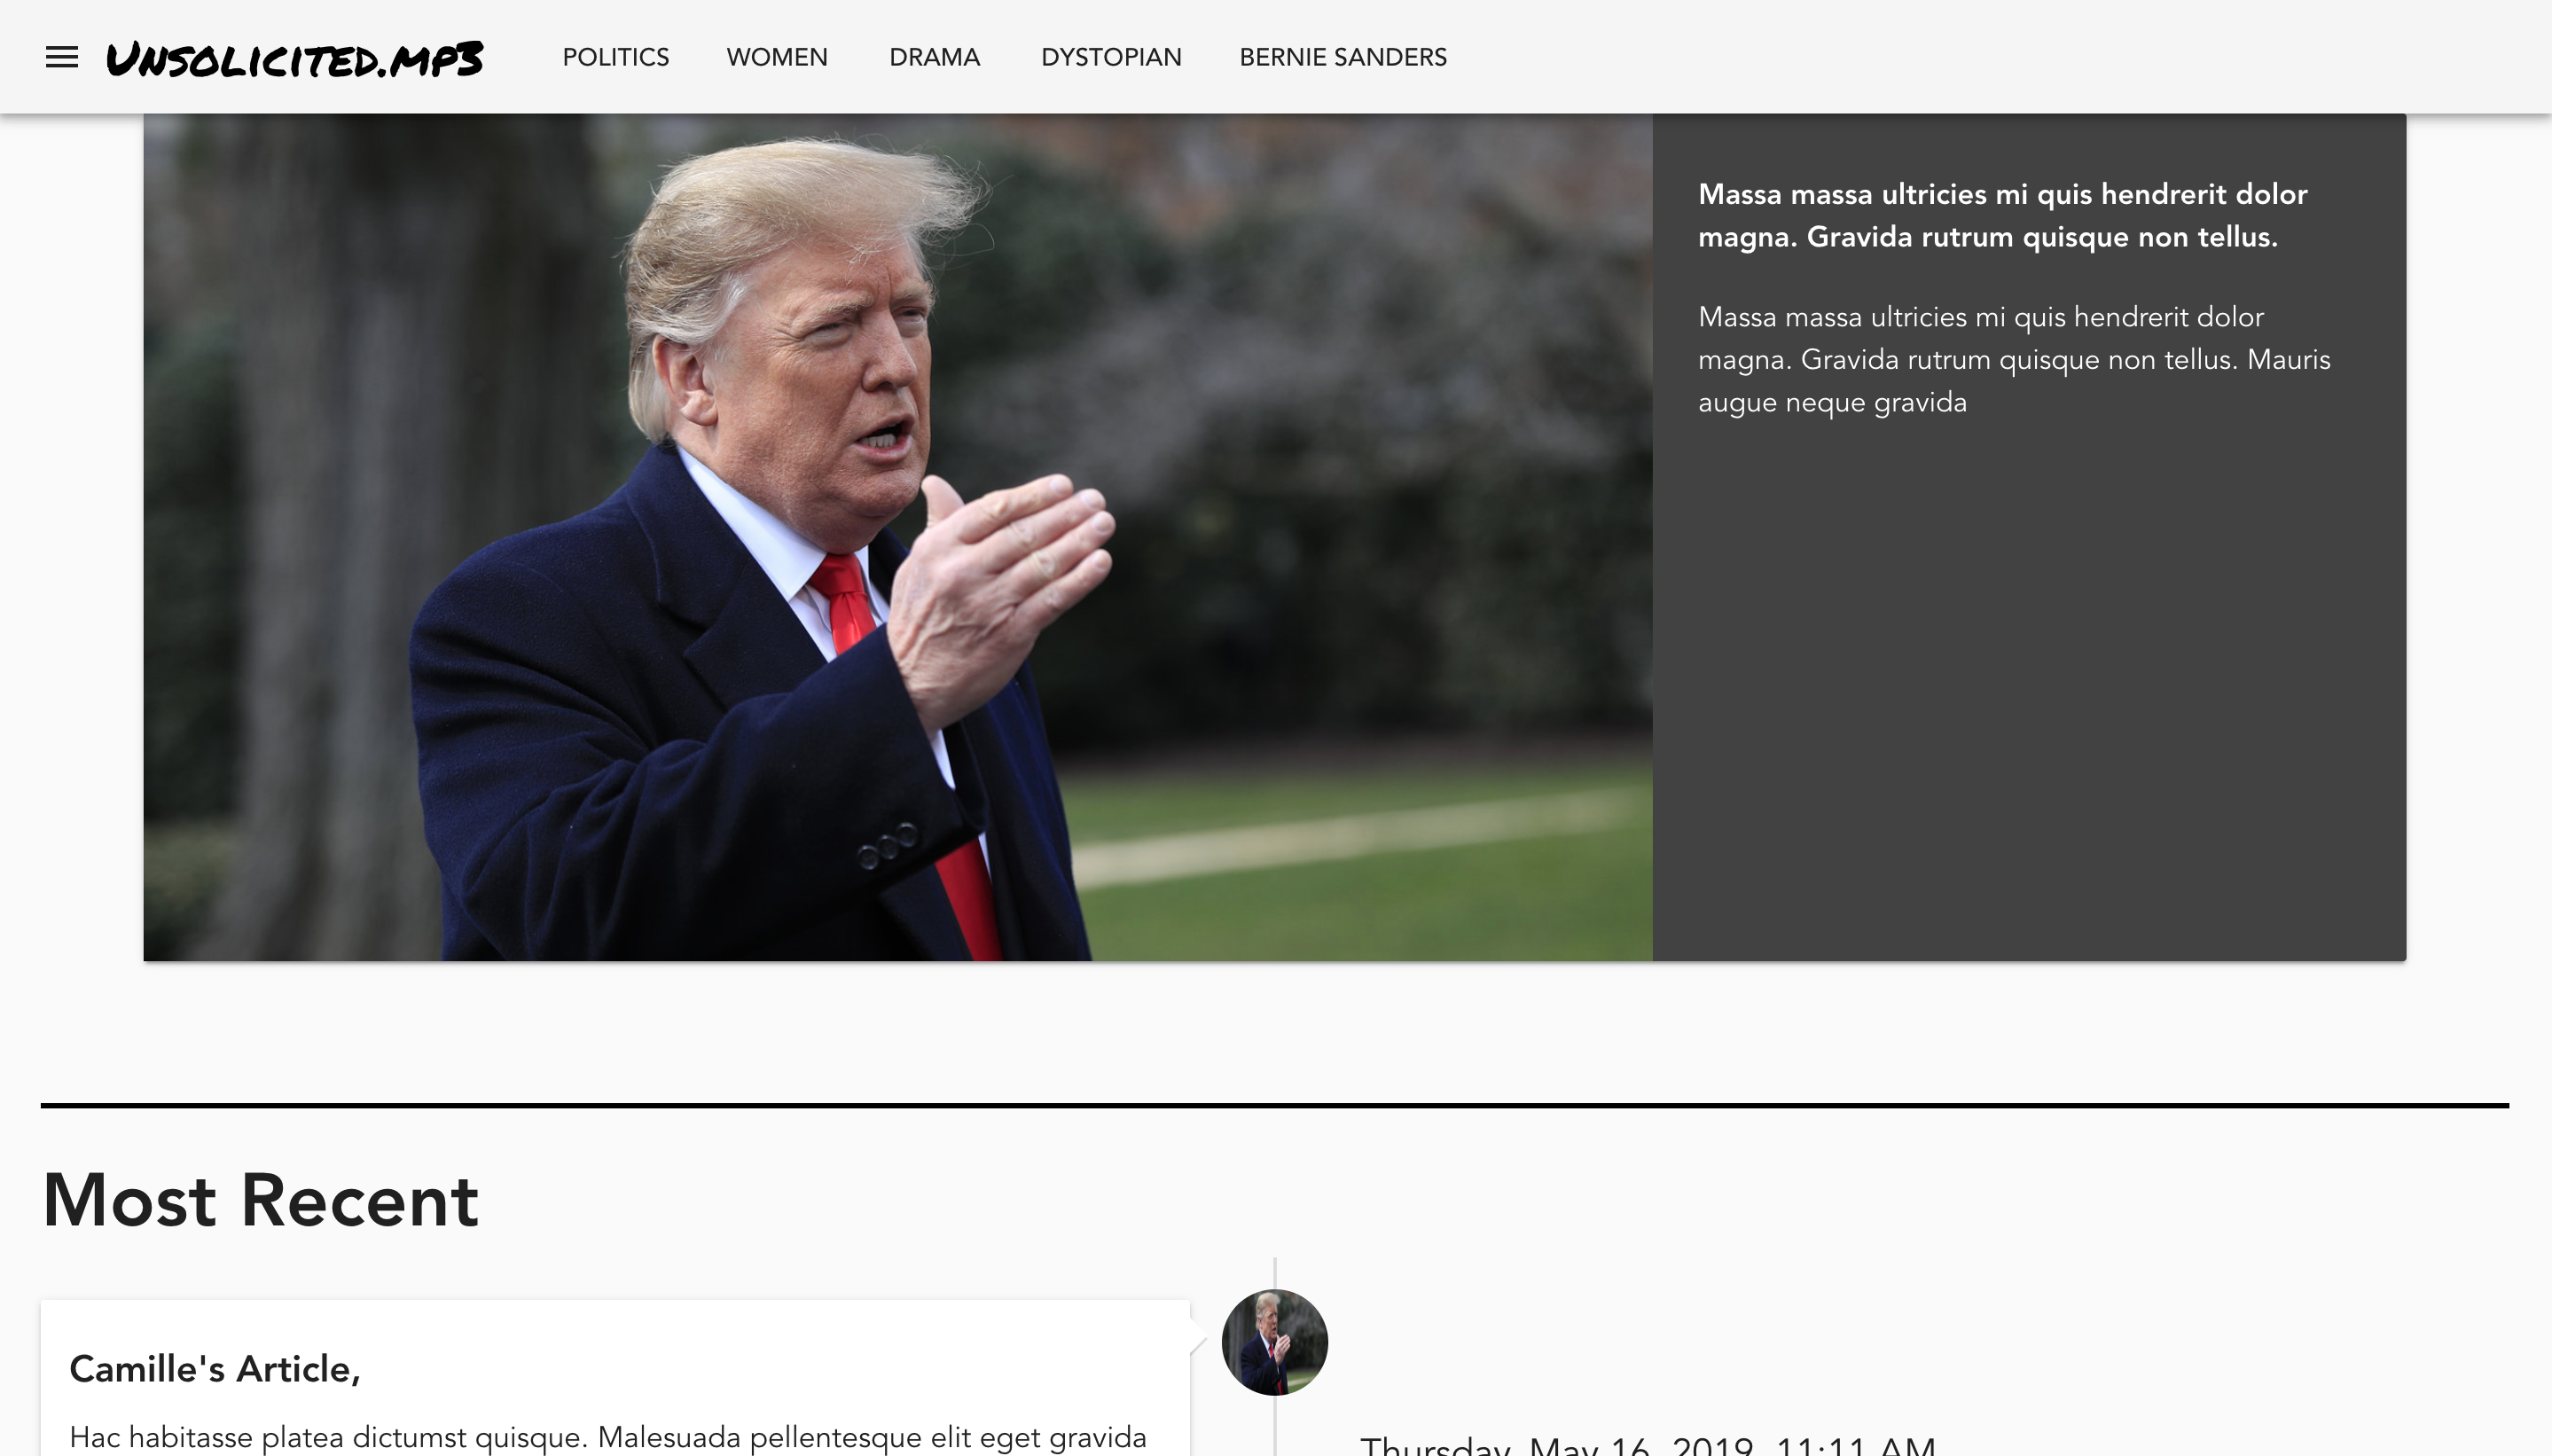 Unsolicited.mp3
POLITICS
WOMEN
DRAMA
DYSTOPIAN
BERNIE SANDERS
Massa massa ultricies mi quis hendrerit dolor
magna. Gravida rutrum quisque non tellus.
Massa massa ultricies mi quis hendrerit dolor
magna. Gravida rutrum quisque non tellus. Mauris
augue neque gravida
Most Recent
Camille's Article,
Hac habitasse platea dictumst quisque. Malesuada pellentesque elit eget gravida
Thursday, May 16, 2019, 11:11 AM